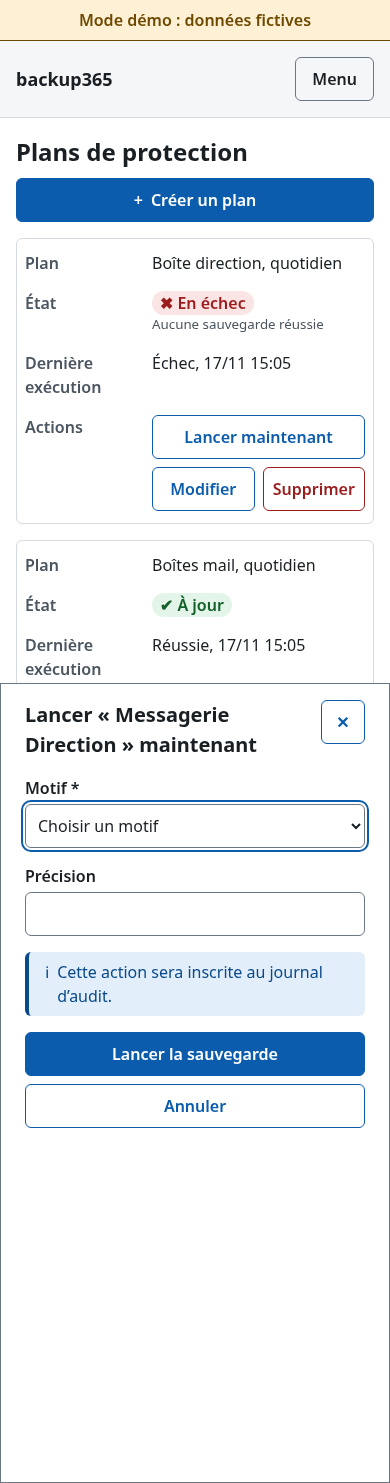 Mode démo : données fictives
backup365
Menu
Plans de protection
+ Créer un plan
Plan
Boîte direction, quotidien
État
✖ En échec
Aucune sauvegarde réussie
Dernière
exécution
Échec, 17/11 15:05
Actions
Lancer maintenant
Modifier
Supprimer
Plan
Boîtes mail, quotidien
État
✔ À jour
Dernière
exécution
Réussie, 17/11 15:05
Lancer « Messagerie
Direction » maintenant
✕
Motif *
Choisir un motif
Précision
i Cette action sera inscrite au journal
d’audit.
Lancer la sauvegarde
Annuler